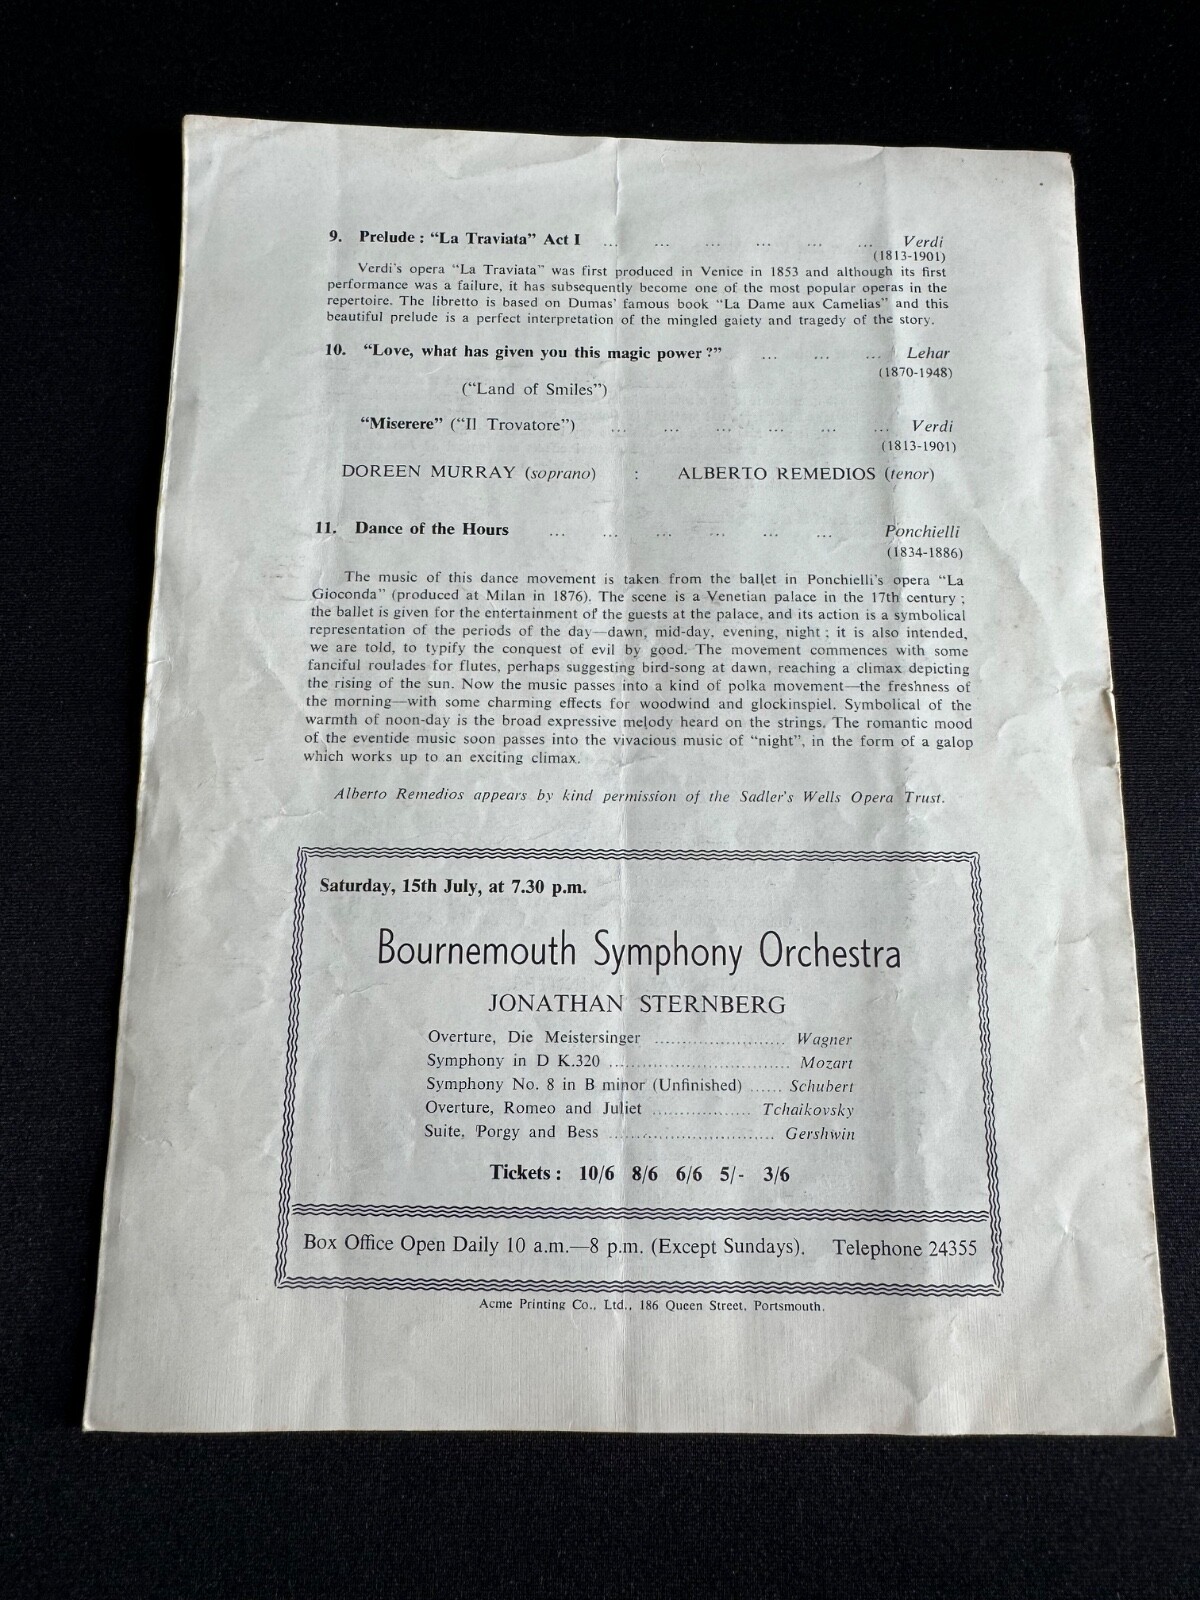 9. Prelude : "La Traviata" Act I ... ... ... ... ... ... Verdi
(1813-1901)
Verdi's opera "La Traviata" was first produced in Venice in 1853 and although its first
performance was a failure, it has subsequently become one of the most popular operas in the
repertoire. The libretto is based on Dumas' famous book "La Dame aux Camelias" and this
beautiful prelude is a perfect interpretation of the mingled gaiety and tragedy of the story.
10. "Love, what has given you this magic power ?" ... ... ... Lehar
(1870-1948)
("Land of Smiles")
"Miserere" ("Il Trovatore") ... ... ... ... ... ... Verdi
(1813-1901)
DOREEN MURRAY (soprano) : ALBERTO REMEDIOS (tenor)
11. Dance of the Hours ... ... ... ... ... ... Ponchielli
(1834-1886)
The music of this dance movement is taken from the ballet in Ponchielli's opera "La
Gioconda" (produced at Milan in 1876). The scene is a Venetian palace in the 17th century ;
the ballet is given for the entertainment of the guests at the palace, and its action is a symbolical
representation of the periods of the day—dawn, mid-day, evening, night ; it is also intended,
we are told, to typify the conquest of evil by good. The movement commences with some
fanciful roulades for flutes, perhaps suggesting bird-song at dawn, reaching a climax depicting
the rising of the sun. Now the music passes into a kind of polka movement—the freshness of
the morning—with some charming effects for woodwind and glockinspiel. Symbolical of the
warmth of noon-day is the broad expressive melody heard on the strings. The romantic mood
of the eventide music soon passes into the vivacious music of "night", in the form of a galop
which works up to an exciting climax.
Alberto Remedios appears by kind permission of the Sadler's Wells Opera Trust.
Saturday, 15th July, at 7.30 p.m.
Bournemouth Symphony Orchestra
JONATHAN STERNBERG
Overture, Die Meistersinger ........................ Wagner
Symphony in D K.320 ................................. Mozart
Symphony No. 8 in B minor (Unfinished) ...... Schubert
Overture, Romeo and Juliet .................. Tchaikovsky
Suite, Porgy and Bess .............................. Gershwin
Tickets : 10/6 8/6 6/6 5/- 3/6
Box Office Open Daily 10 a.m.—8 p.m. (Except Sundays). Telephone 24355
Acme Printing Co., Ltd., 186 Queen Street, Portsmouth.